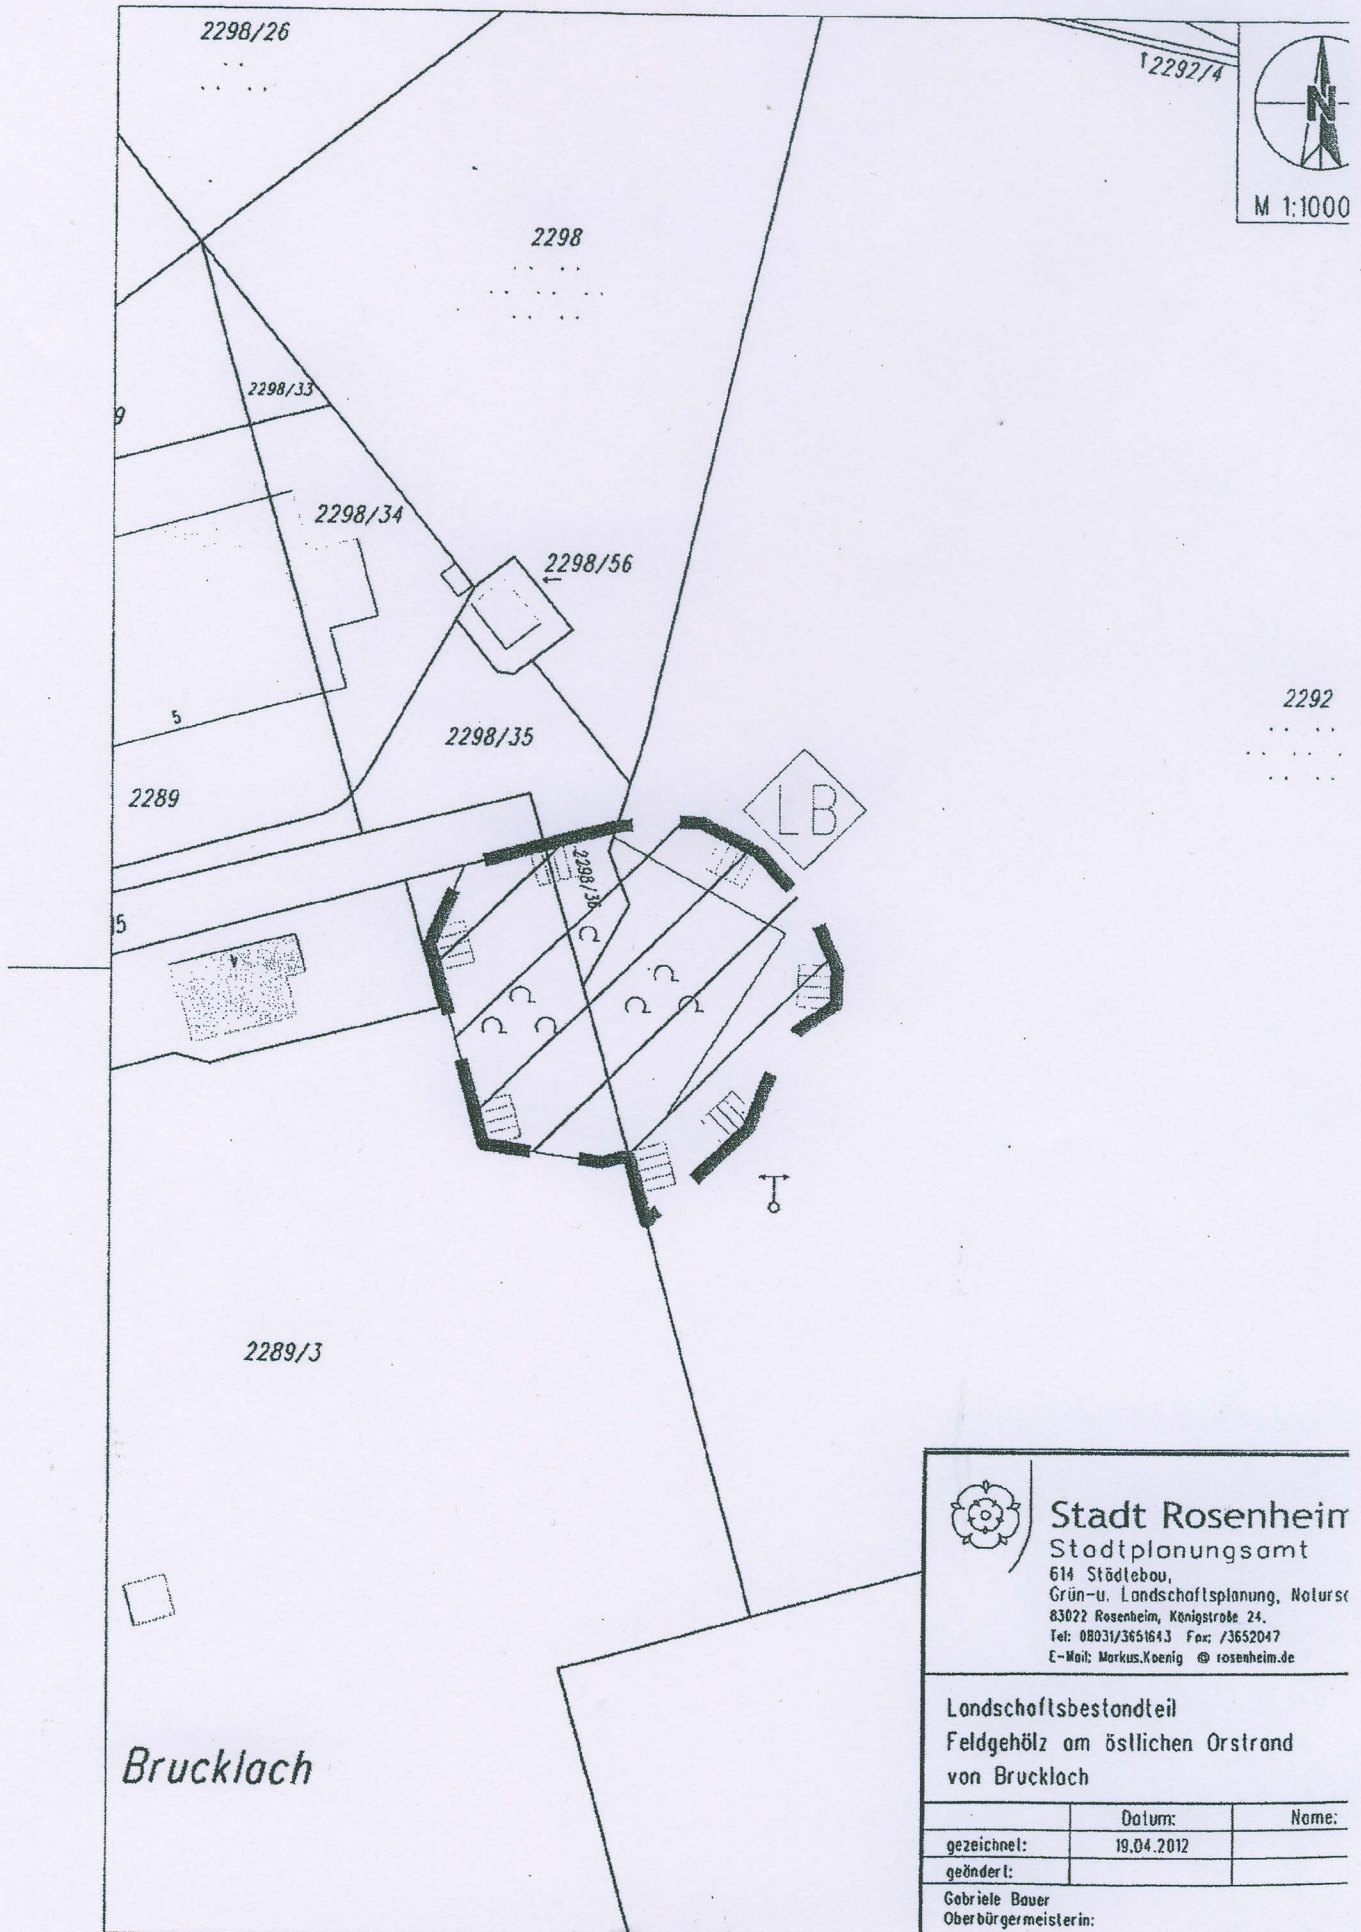 2298/26
2292/4
N
M 1:1000
2298
2298/33
9
2298/34
2298/56
2292
5
2298/35
2289
LB
2298/36
5
2289/3
Brucklach
Stadt Rosenheim
Stadtplanungsamt
614 Städtebau,
Grün-u. Landschaftsplanung, Natursc
83022 Rosenheim, Königstraße 24.
Tel: 08031/3651643 Fax: /3652047
E-Mail: Markus.Koenig @ rosenheim.de
Landschaftsbestandteil
Feldgehölz am östlichen Orstrand
von Brucklach
Datum: Name:
gezeichnet: 19.04.2012
geändert:
Gabriele Bauer
Oberbürgermeisterin: